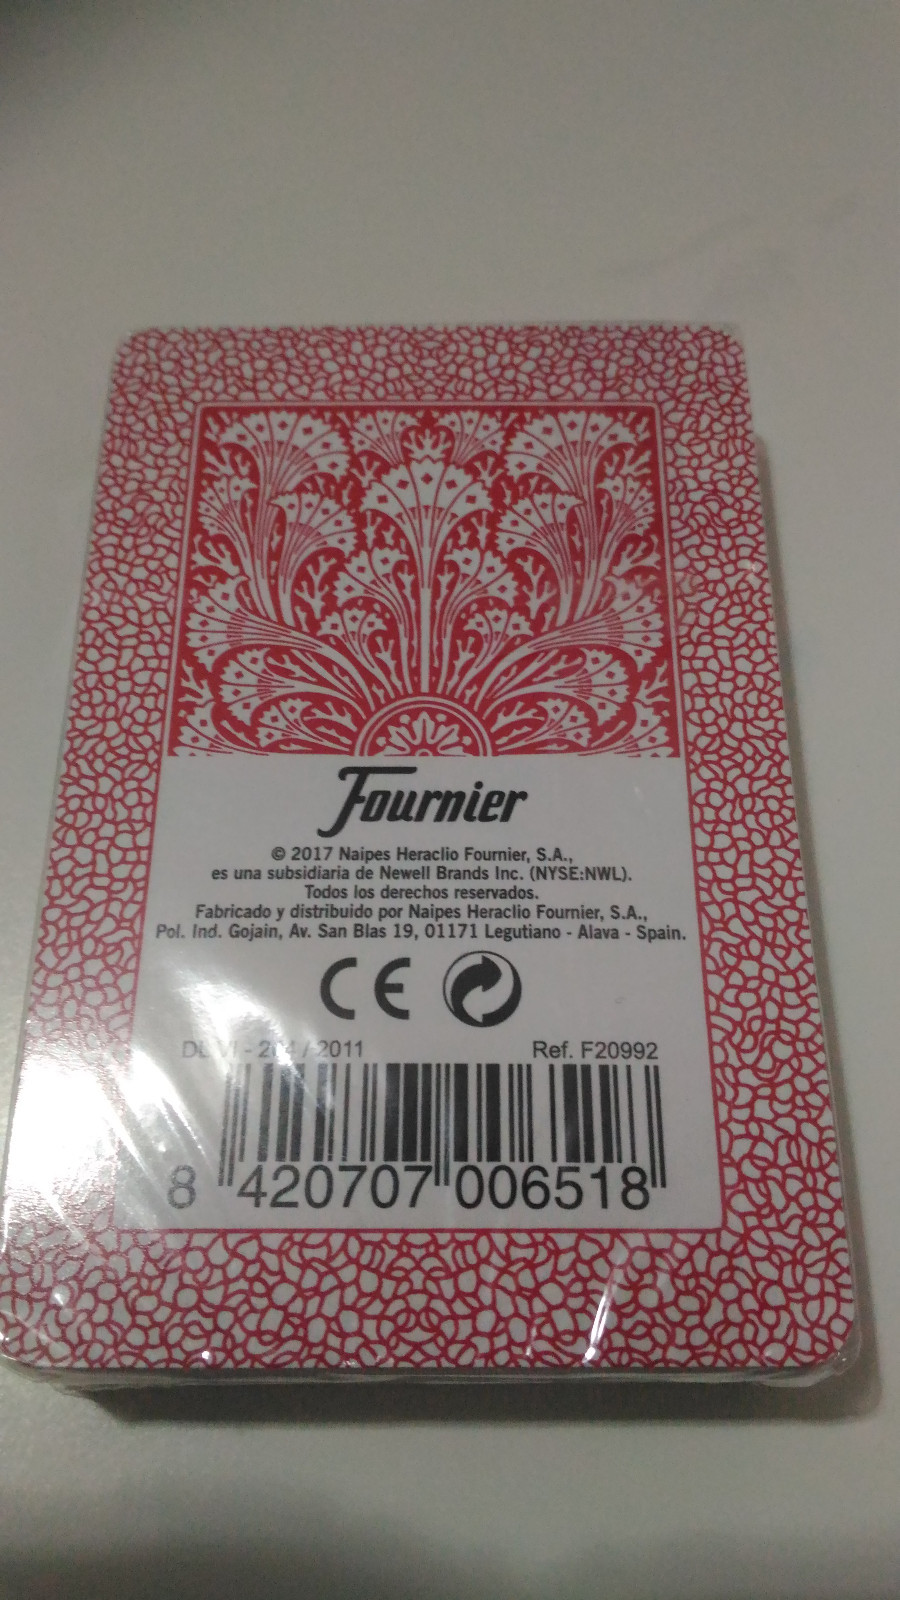 Fournier
© 2017 Naipes Heraclio Fournier, S.A.,
es una subsidiaria de Newell Brands Inc. (NYSE:NWL).
Todos los derechos reservados.
Fabricado y distribuido por Naipes Heraclio Fournier, S.A.,
Pol. Ind. Gojain, Av. San Blas 19, 01171 Legutiano - Alava - Spain.
CE
/ 2011 Ref. F20992
8 420707 006518